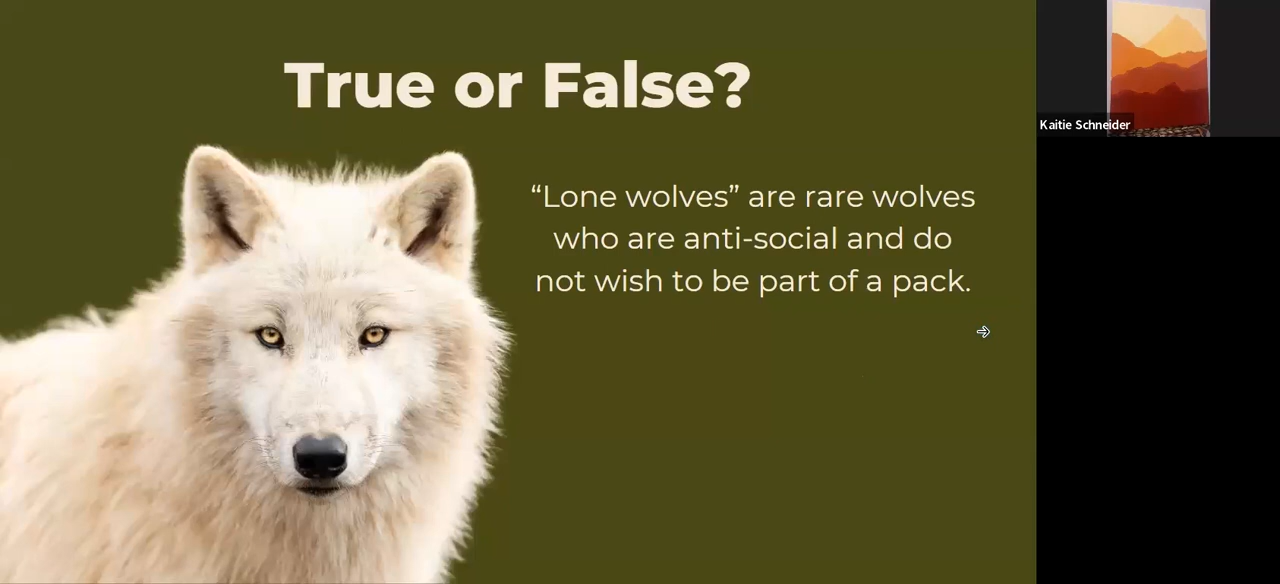 True or False?
“Lone wolves” are rare wolves
who are anti-social and do
not wish to be part of a pack.
Kaitie Schneider